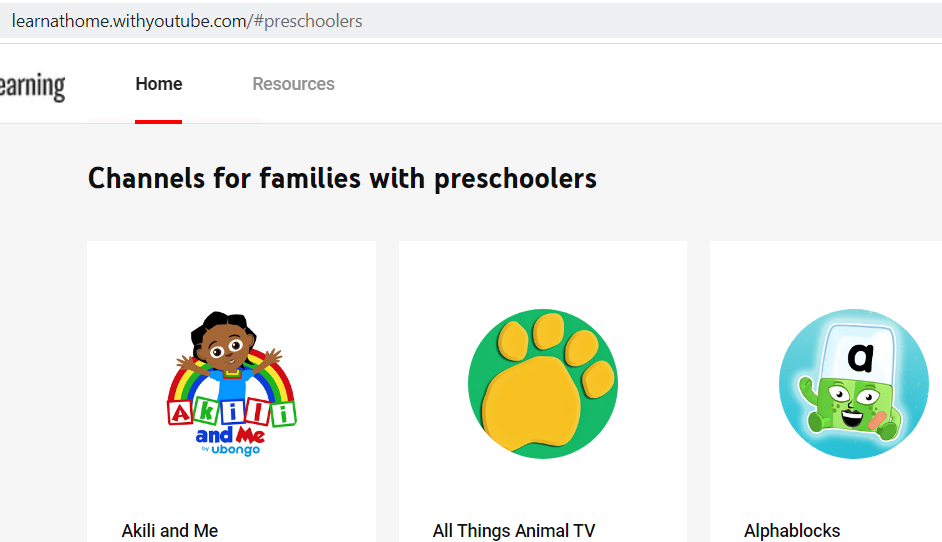 learnathome.withyoutube.com/#preschoolers
earning Home Resources
Channels for families with preschoolers
Akili
and Me
by ubongo
a
Akili and Me All Things Animal TV Alphablocks